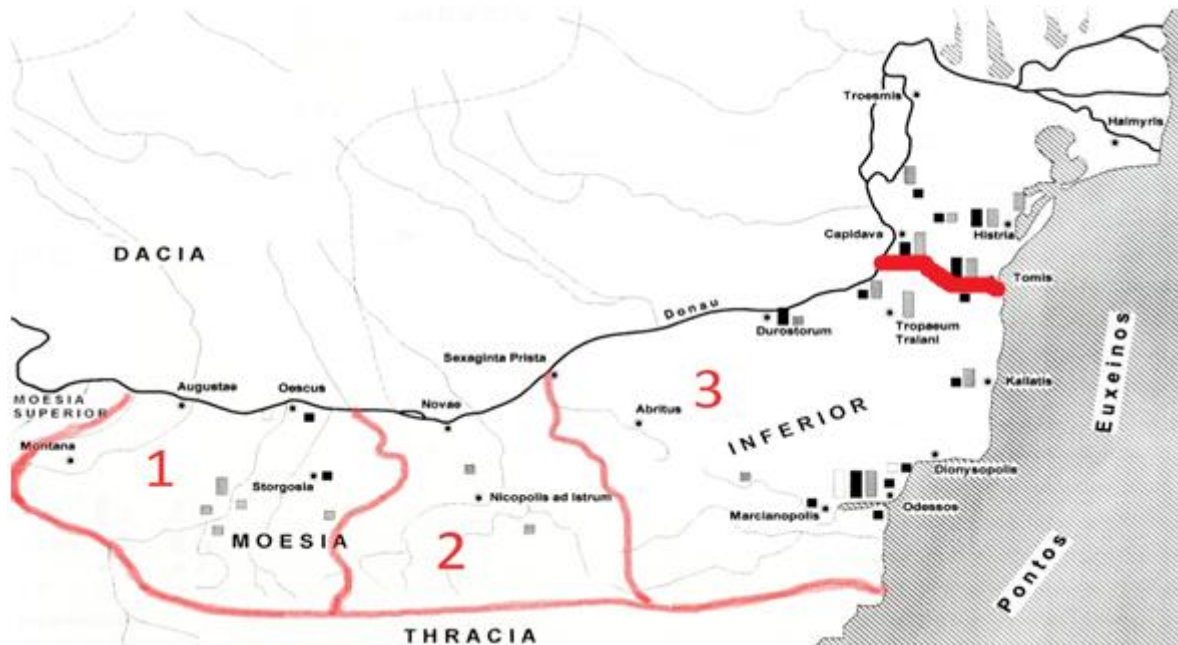 Troesmis
Halmyris
Capidava
Histria
DACIA
Tomis
Donau
Durostorum
Tropaeum
Traiani
Sexaginta Prista
Euxeinos
Augustae
Oescus
Kallatis
MOESIA
SUPERIOR
Novae
3
Abritus
INFERIOR
Montana
1
Dionysopolis
Storgosia
Nicopolis ad Istrum
Marcianopolis
Odessos
MOESIA
2
Pontos
THRACIA